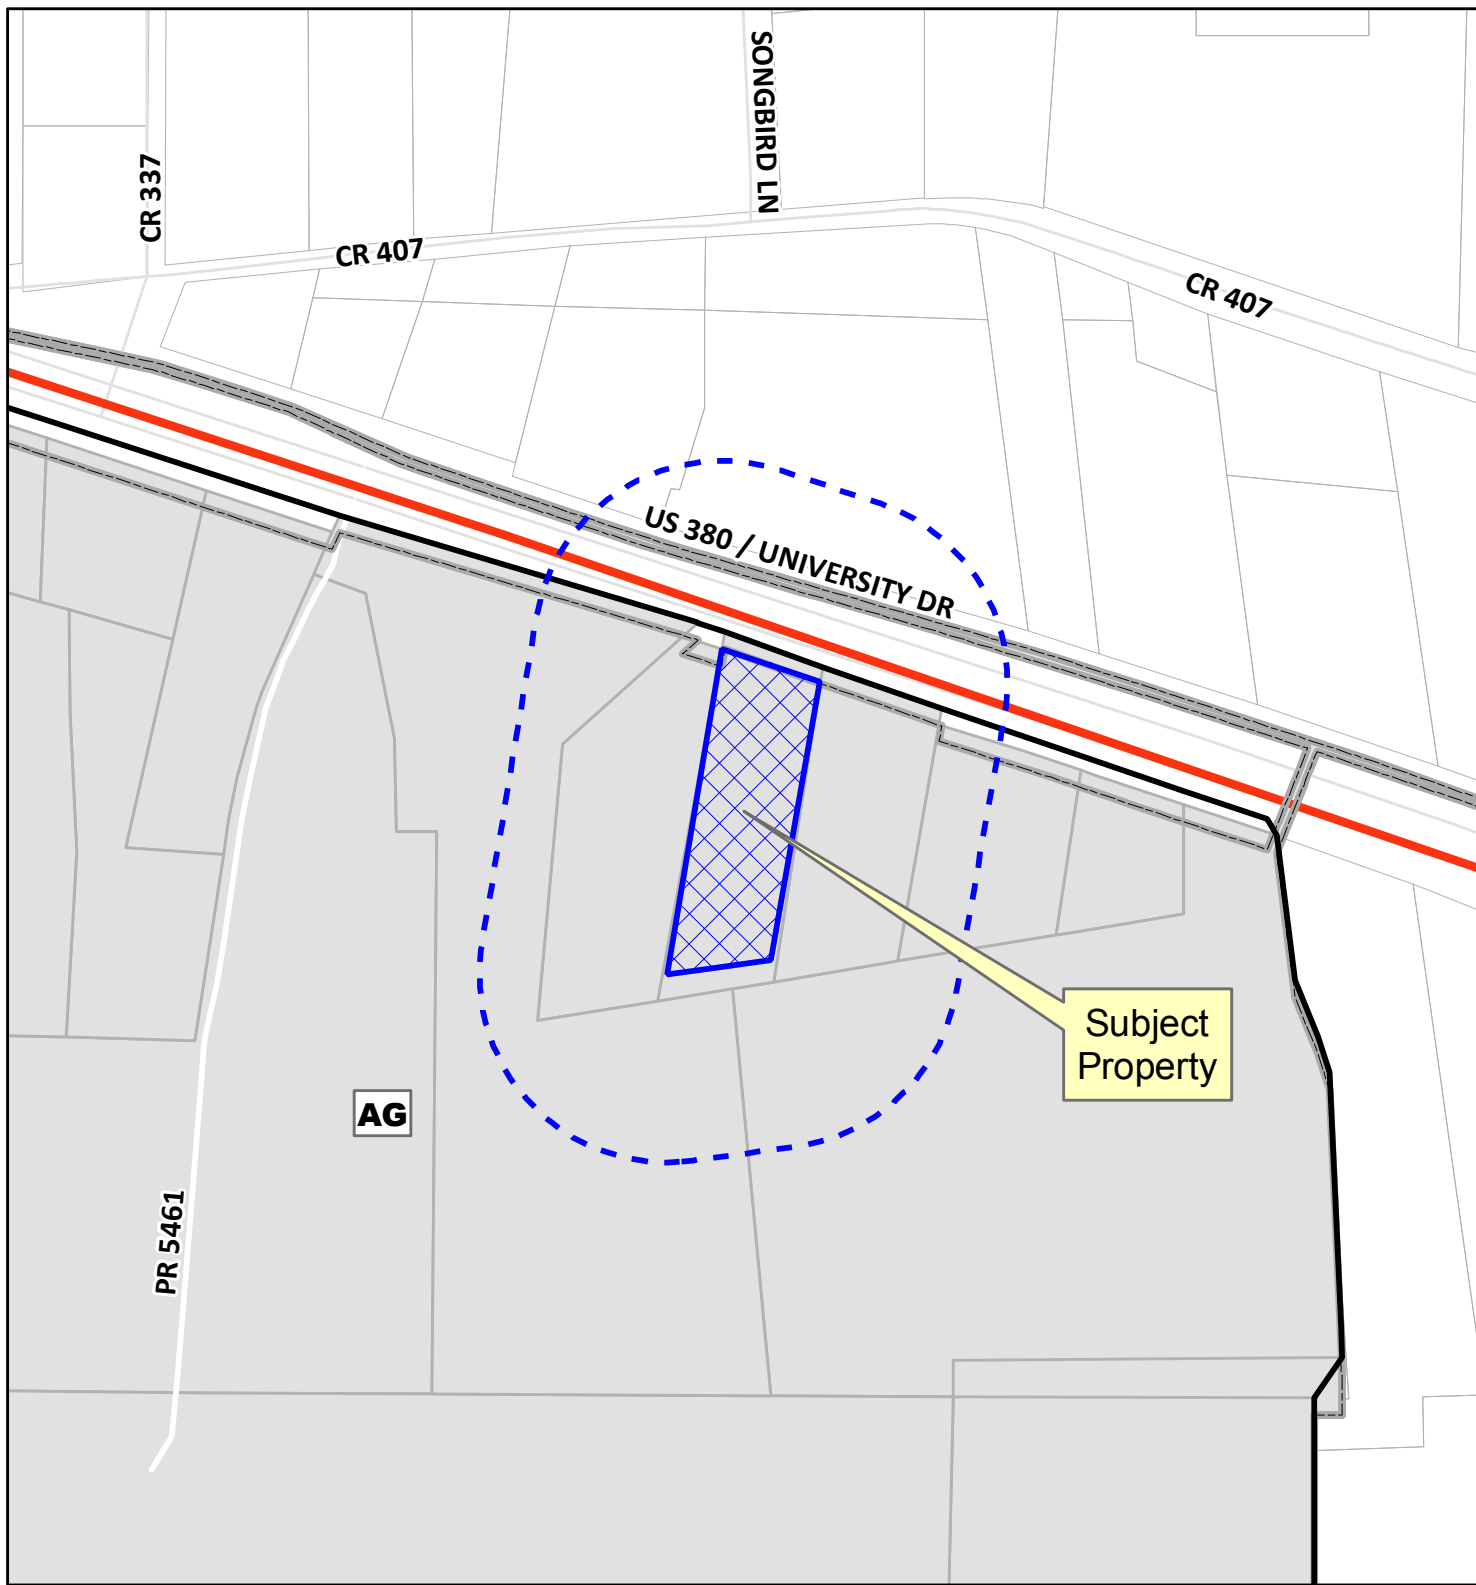 SONGBIRD LN
CR 337
CR 407
CR 407
US 380 / UNIVERSITY DR
Subject
Property
AG
PR 5461